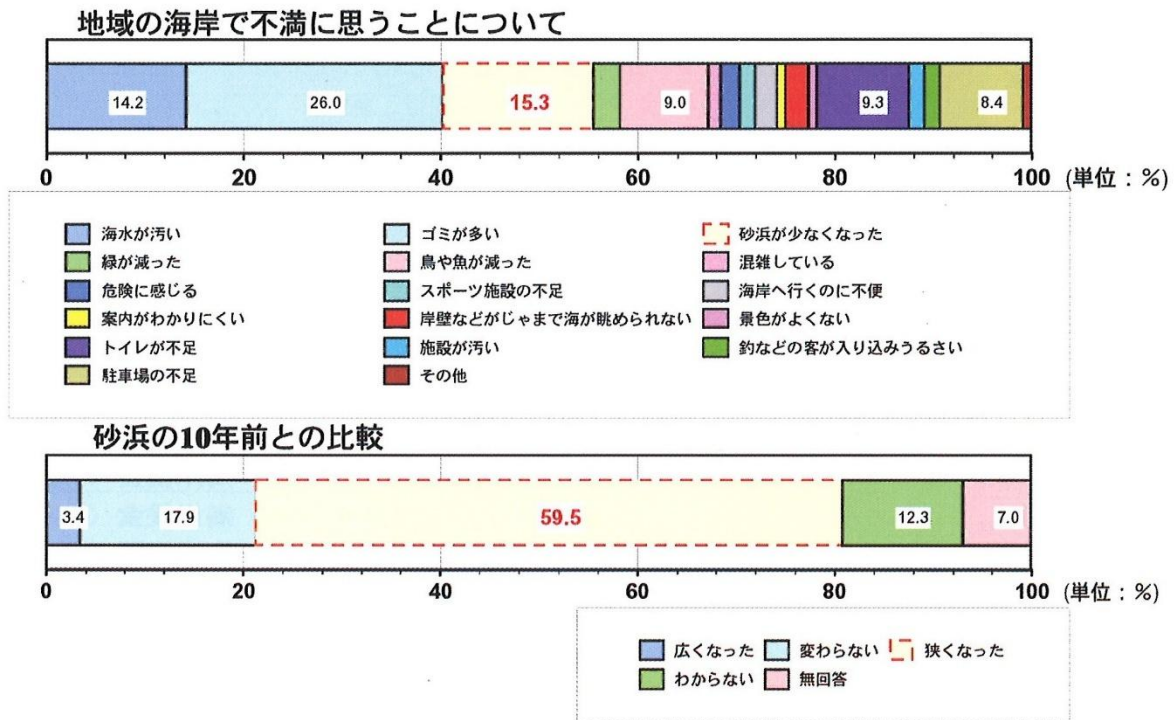 地域の海岸で不満に思うことについて
14.2 26.0 15.3 9.0 9.3 8.4
0 20 40 60 80 100 (単位：%)
海水が汚い ゴミが多い 砂浜が少なくなった
緑が減った 鳥や魚が減った 混雑している
危険に感じる スポーツ施設の不足 海岸へ行くのに不便
案内がわかりにくい 岸壁などがじゃまで海が眺められない 景色がよくない
トイレが不足 施設が汚い 釣などの客が入り込みうるさい
駐車場の不足 その他
砂浜の10年前との比較
3.4 17.9 59.5 12.3 7.0
0 20 40 60 80 100 (単位：%)
広くなった 変わらない 狭くなった
わからない 無回答